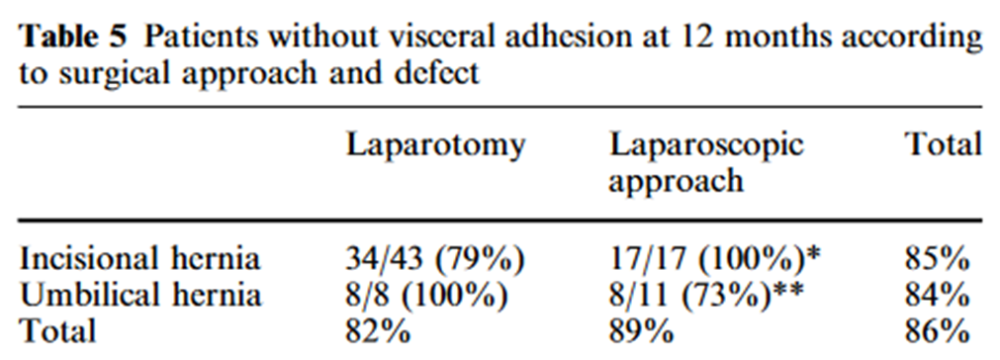 Table 5 Patients without visceral adhesion at 12 months according
to surgical approach and defect
Laparotomy Laparoscopic approach Total
Incisional hernia 34/43 (79%) 17/17 (100%)* 85%
Umbilical hernia 8/8 (100%) 8/11 (73%)** 84%
Total 82% 89% 86%